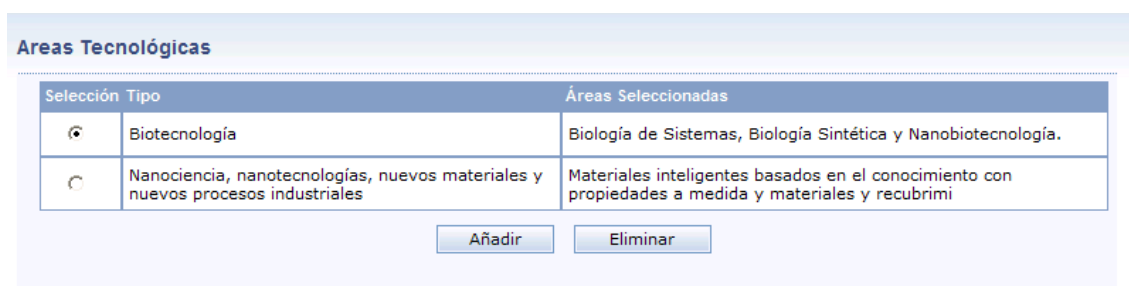 Areas Tecnológicas
Selección Tipo Áreas Seleccionadas
Biotecnología Biología de Sistemas, Biología Sintética y Nanobiotecnología.
Nanociencia, nanotecnologías, nuevos materiales y
nuevos procesos industriales
Materiales inteligentes basados en el conocimiento con
propiedades a medida y materiales y recubrimi
Añadir Eliminar